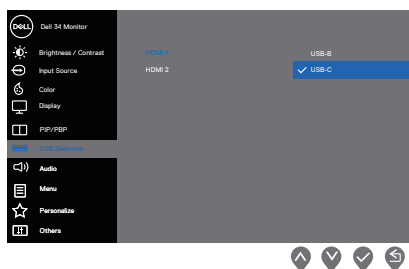 DELL Dell 34 Monitor
Brightness / Contrast
Input Source
Color
Display
PIP/PBP
USB Selection
Audio
Menu
Personalize
Others
HDMI 1
HDMI 2
USB-B
USB-C